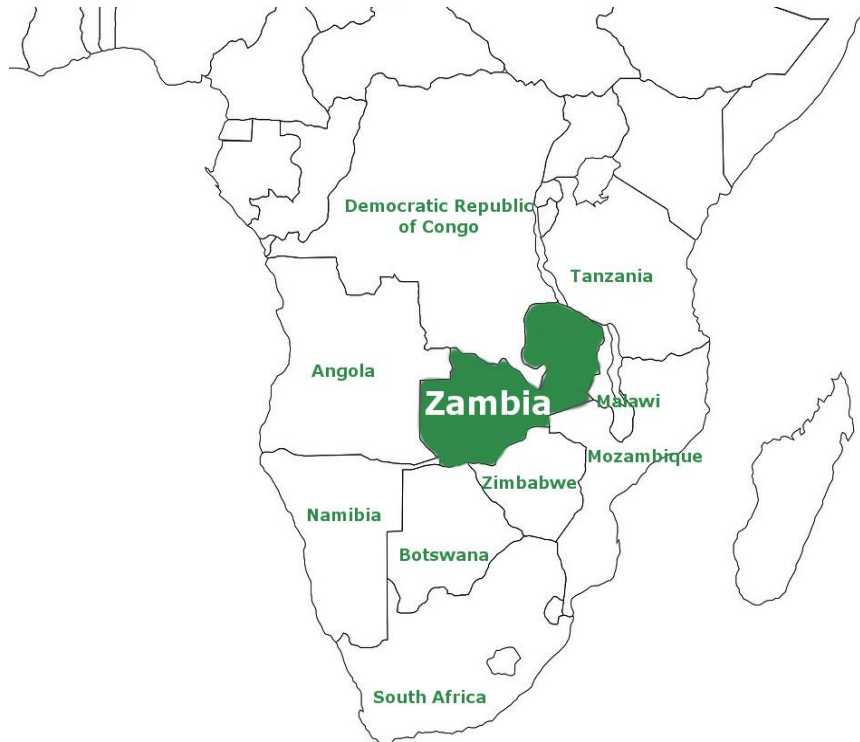 Democratic Republic
of Congo
Tanzania
Angola
Zambia
Malawi
Mozambique
Zimbabwe
Namibia
Botswana
South Africa